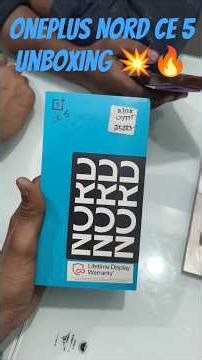 ONEPLUS NORD CE 5
UNBOXING 💥🔥
NORD
NORD
NORD
Lifetime Display
Warranty*